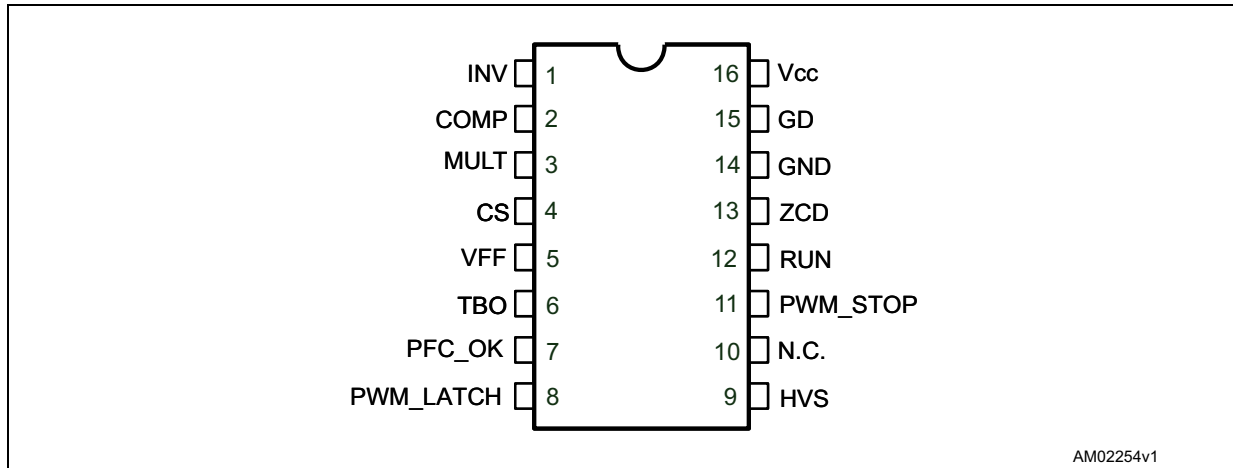 INV 1 16 Vcc
COMP 2 15 GD
MULT 3 14 GND
CS 4 13 ZCD
VFF 5 12 RUN
TBO 6 11 PWM_STOP
PFC_OK 7 10 N.C.
PWM_LATCH 8 9 HVS
AM02254v1